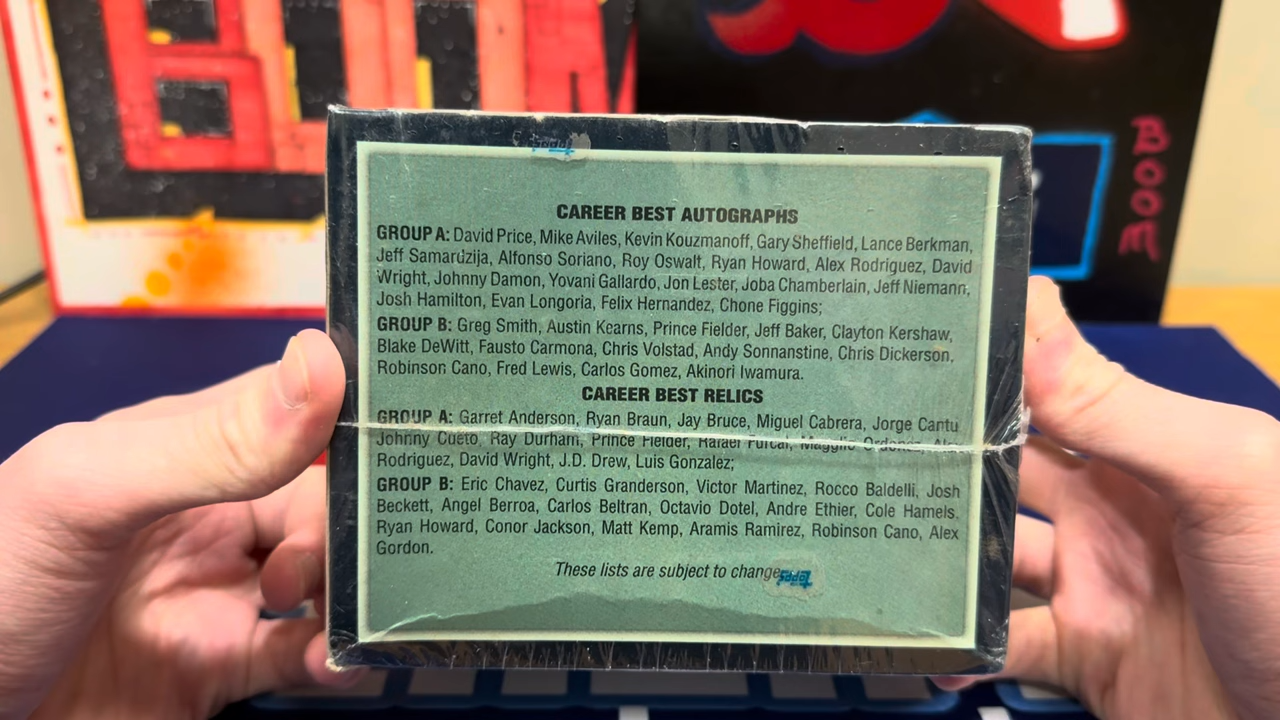 CAREER BEST AUTOGRAPHS
GROUP A: David Price, Mike Aviles, Kevin Kouzmanoff, Gary Sheffield, Lance Berkman,
Jeff Samardzija, Alfonso Soriano, Roy Oswalt, Ryan Howard, Alex Rodriguez, David
Wright, Johnny Damon, Yovani Gallardo, Jon Lester, Joba Chamberlain, Jeff Niemann,
Josh Hamilton, Evan Longoria, Felix Hernandez, Chone Figgins;
GROUP B: Greg Smith, Austin Kearns, Prince Fielder, Jeff Baker, Clayton Kershaw,
Blake DeWitt, Fausto Carmona, Chris Volstad, Andy Sonnanstine, Chris Dickerson,
Robinson Cano, Fred Lewis, Carlos Gomez, Akinori Iwamura.
CAREER BEST RELICS
GROUP A: Garret Anderson, Ryan Braun, Jay Bruce, Miguel Cabrera, Jorge Cantu
Johnny Cueto, Ray Durham, Prince Fielder, Rafael Furcal, Magglio Ordonez, Alex
Rodriguez, David Wright, J.D. Drew, Luis Gonzalez;
GROUP B: Eric Chavez, Curtis Granderson, Victor Martinez, Rocco Baldelli, Josh
Beckett, Angel Berroa, Carlos Beltran, Octavio Dotel, Andre Ethier, Cole Hamels,
Ryan Howard, Conor Jackson, Matt Kemp, Aramis Ramirez, Robinson Cano, Alex
Gordon.
These lists are subject to change.
topps
topps
BOOM